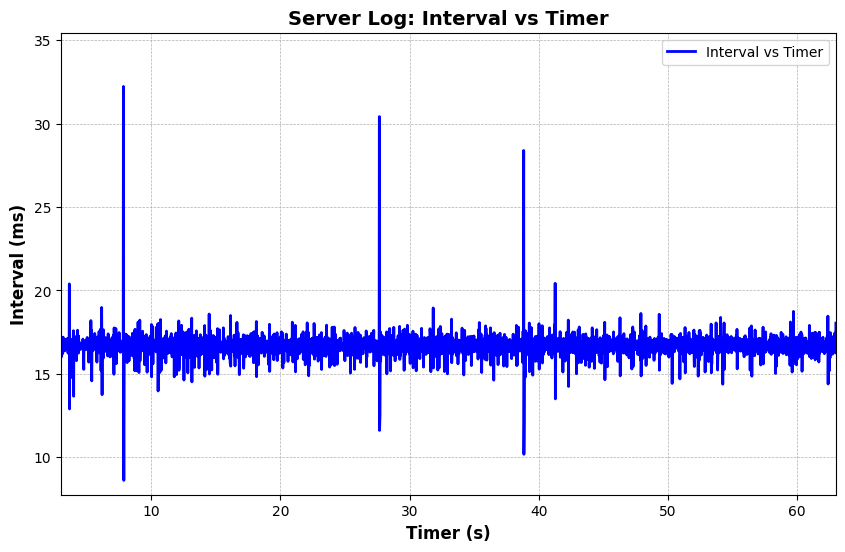 Server Log: Interval vs Timer
Interval vs Timer
35
30
25
20
15
10
Interval (ms)
10 20 30 40 50 60
Timer (s)